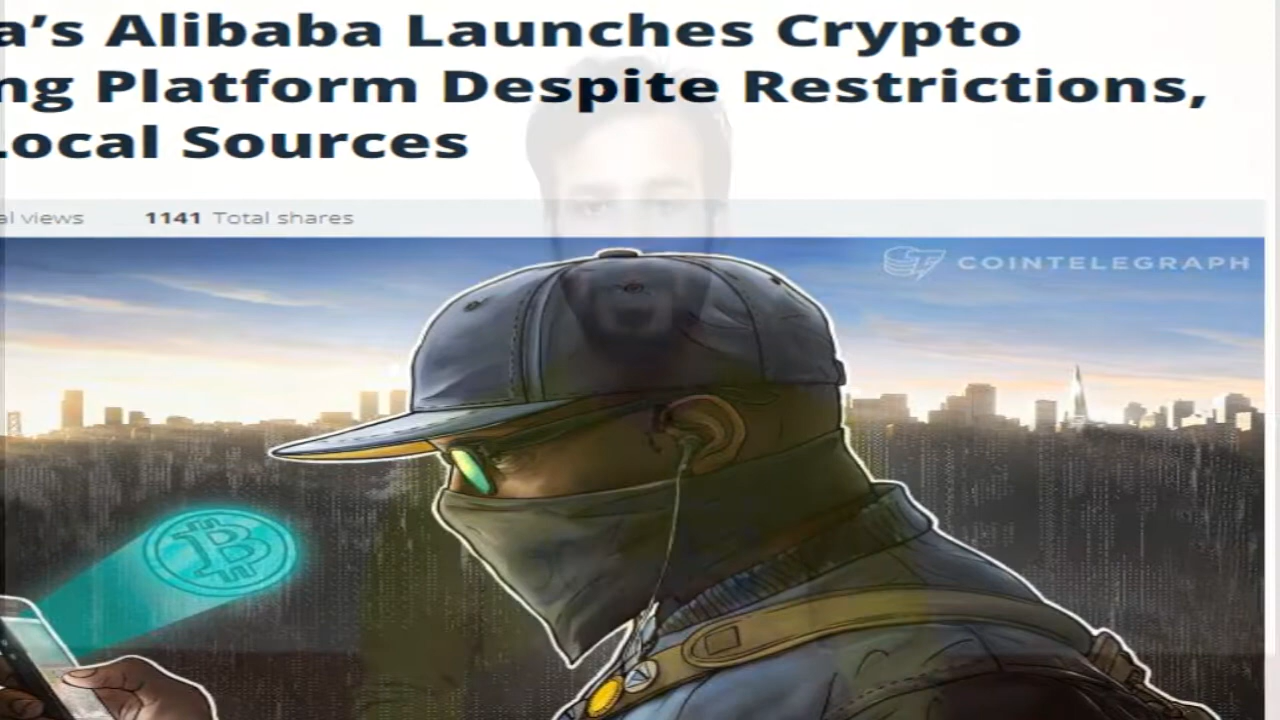 a's Alibaba Launches Crypto
ng Platform Despite Restrictions,
Local Sources
al views 1141 Total shares
COINTELEGRAPH